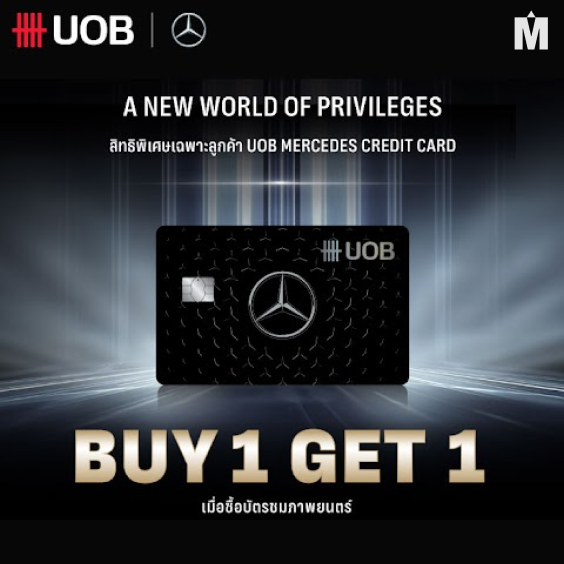 UOB
M
A NEW WORLD OF PRIVILEGES
สิทธิพิเศษเฉพาะลูกค้า UOB MERCEDES CREDIT CARD
UOB
BUY 1 GET 1
เมื่อซื้อบัตรชมภาพยนตร์